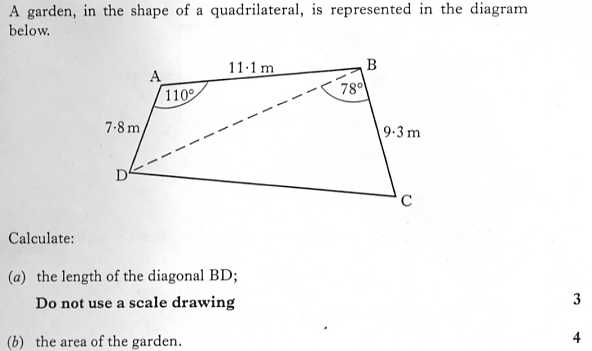 A garden, in the shape of a quadrilateral, is represented in the diagram
below.
11·1 m
A
B
110°
78°
7·8 m
9·3 m
D
C
Calculate:
(a) the length of the diagonal BD;
Do not use a scale drawing
3
(b) the area of the garden.
4